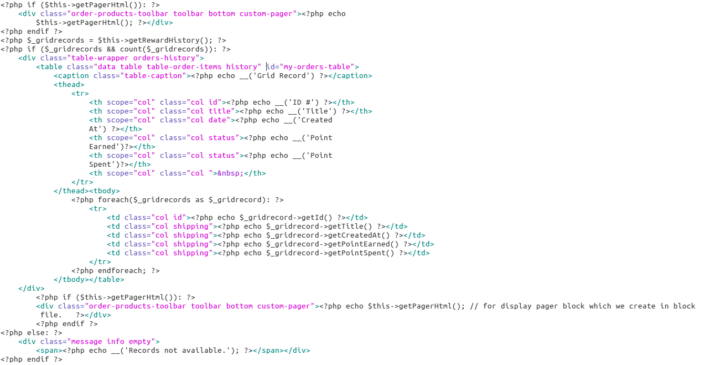 <?php if ($this->getPagerHtml()): ?>
<div class="order-products-toolbar toolbar bottom custom-pager"><?php echo
$this->getPagerHtml(); ?></div>
<?php endif ?>
<?php $_gridrecords = $this->getRewardHistory(); ?>
<?php if ($_gridrecords && count($_gridrecords)): ?>
<div class="table-wrapper orders-history">
<table class="data table table-order-items history" id="my-orders-table">
<caption class="table-caption"><?php echo __('Grid Record') ?></caption>
<thead>
<tr>
<th scope="col" class="col id"><?php echo __('ID #') ?></th>
<th scope="col" class="col title"><?php echo __('Title') ?></th>
<th scope="col" class="col date"><?php echo __('Created
At') ?></th>
<th scope="col" class="col status"><?php echo __('Point
Earned')?></th>
<th scope="col" class="col status"><?php echo __('Point
Spent')?></th>
<th scope="col" class="col ">&nbsp;</th>
</tr>
</thead><tbody>
<?php foreach($_gridrecords as $_gridrecord): ?>
<tr>
<td class="col id"><?php echo $_gridrecord->getId() ?></td>
<td class="col shipping"><?php echo $_gridrecord->getTitle() ?></td>
<td class="col shipping"><?php echo $_gridrecord->getCreatedAt() ?></td>
<td class="col shipping"><?php echo $_gridrecord->getPointEarned() ?></td>
<td class="col shipping"><?php echo $_gridrecord->getPointSpent() ?></td>
</tr>
<?php endforeach; ?>
</tbody></table>
</div>
<?php if ($this->getPagerHtml()): ?>
<div class="order-products-toolbar toolbar bottom custom-pager"><?php echo $this->getPagerHtml(); // for display pager block which we create in block
file. ?></div>
<?php endif ?>
<?php else: ?>
<div class="message info empty">
<span><?php echo __('Records not available.'); ?></span></div>
<?php endif ?>